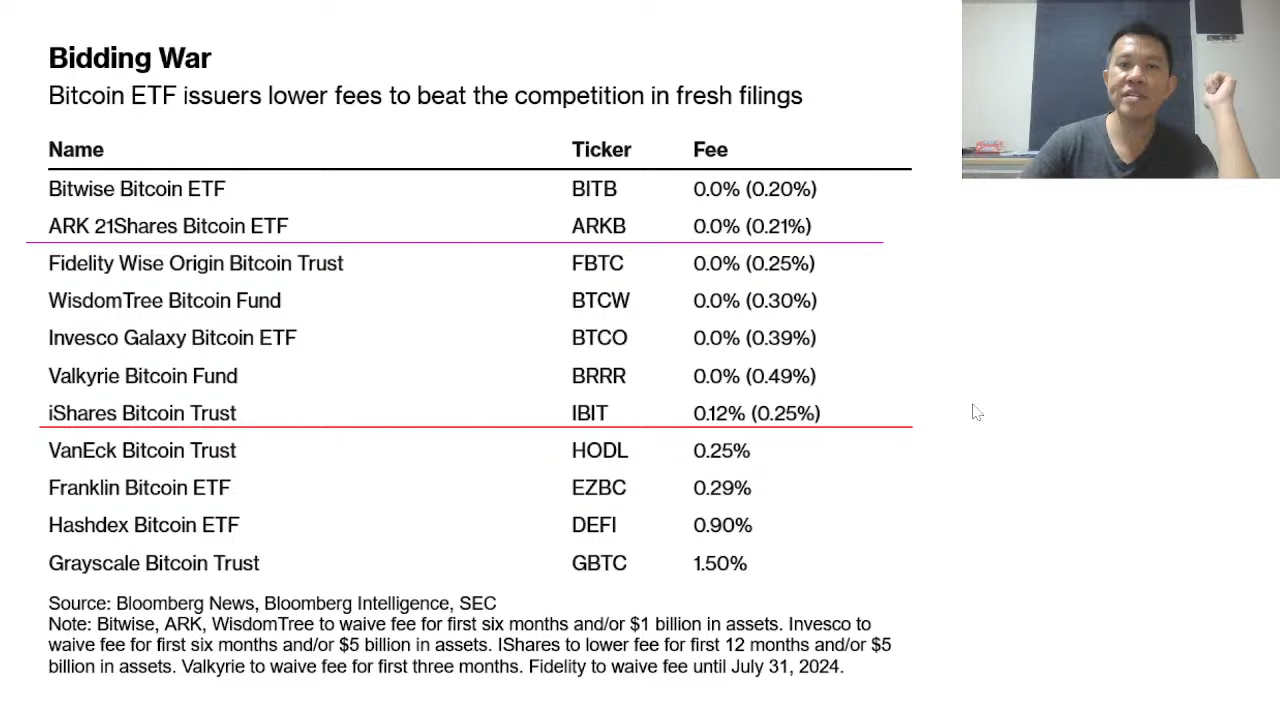 Bidding War
Bitcoin ETF issuers lower fees to beat the competition in fresh filings
Name Ticker Fee
Bitwise Bitcoin ETF BITB 0.0% (0.20%)
ARK 21Shares Bitcoin ETF ARKB 0.0% (0.21%)
Fidelity Wise Origin Bitcoin Trust FBTC 0.0% (0.25%)
WisdomTree Bitcoin Fund BTCW 0.0% (0.30%)
Invesco Galaxy Bitcoin ETF BTCO 0.0% (0.39%)
Valkyrie Bitcoin Fund BRRR 0.0% (0.49%)
iShares Bitcoin Trust IBIT 0.12% (0.25%)
VanEck Bitcoin Trust HODL 0.25%
Franklin Bitcoin ETF EZBC 0.29%
Hashdex Bitcoin ETF DEFI 0.90%
Grayscale Bitcoin Trust GBTC 1.50%
Source: Bloomberg News, Bloomberg Intelligence, SEC
Note: Bitwise, ARK, WisdomTree to waive fee for first six months and/or $1 billion in assets. Invesco to
waive fee for first six months and/or $5 billion in assets. IShares to lower fee for first 12 months and/or $5
billion in assets. Valkyrie to waive fee for first three months. Fidelity to waive fee until July 31, 2024.